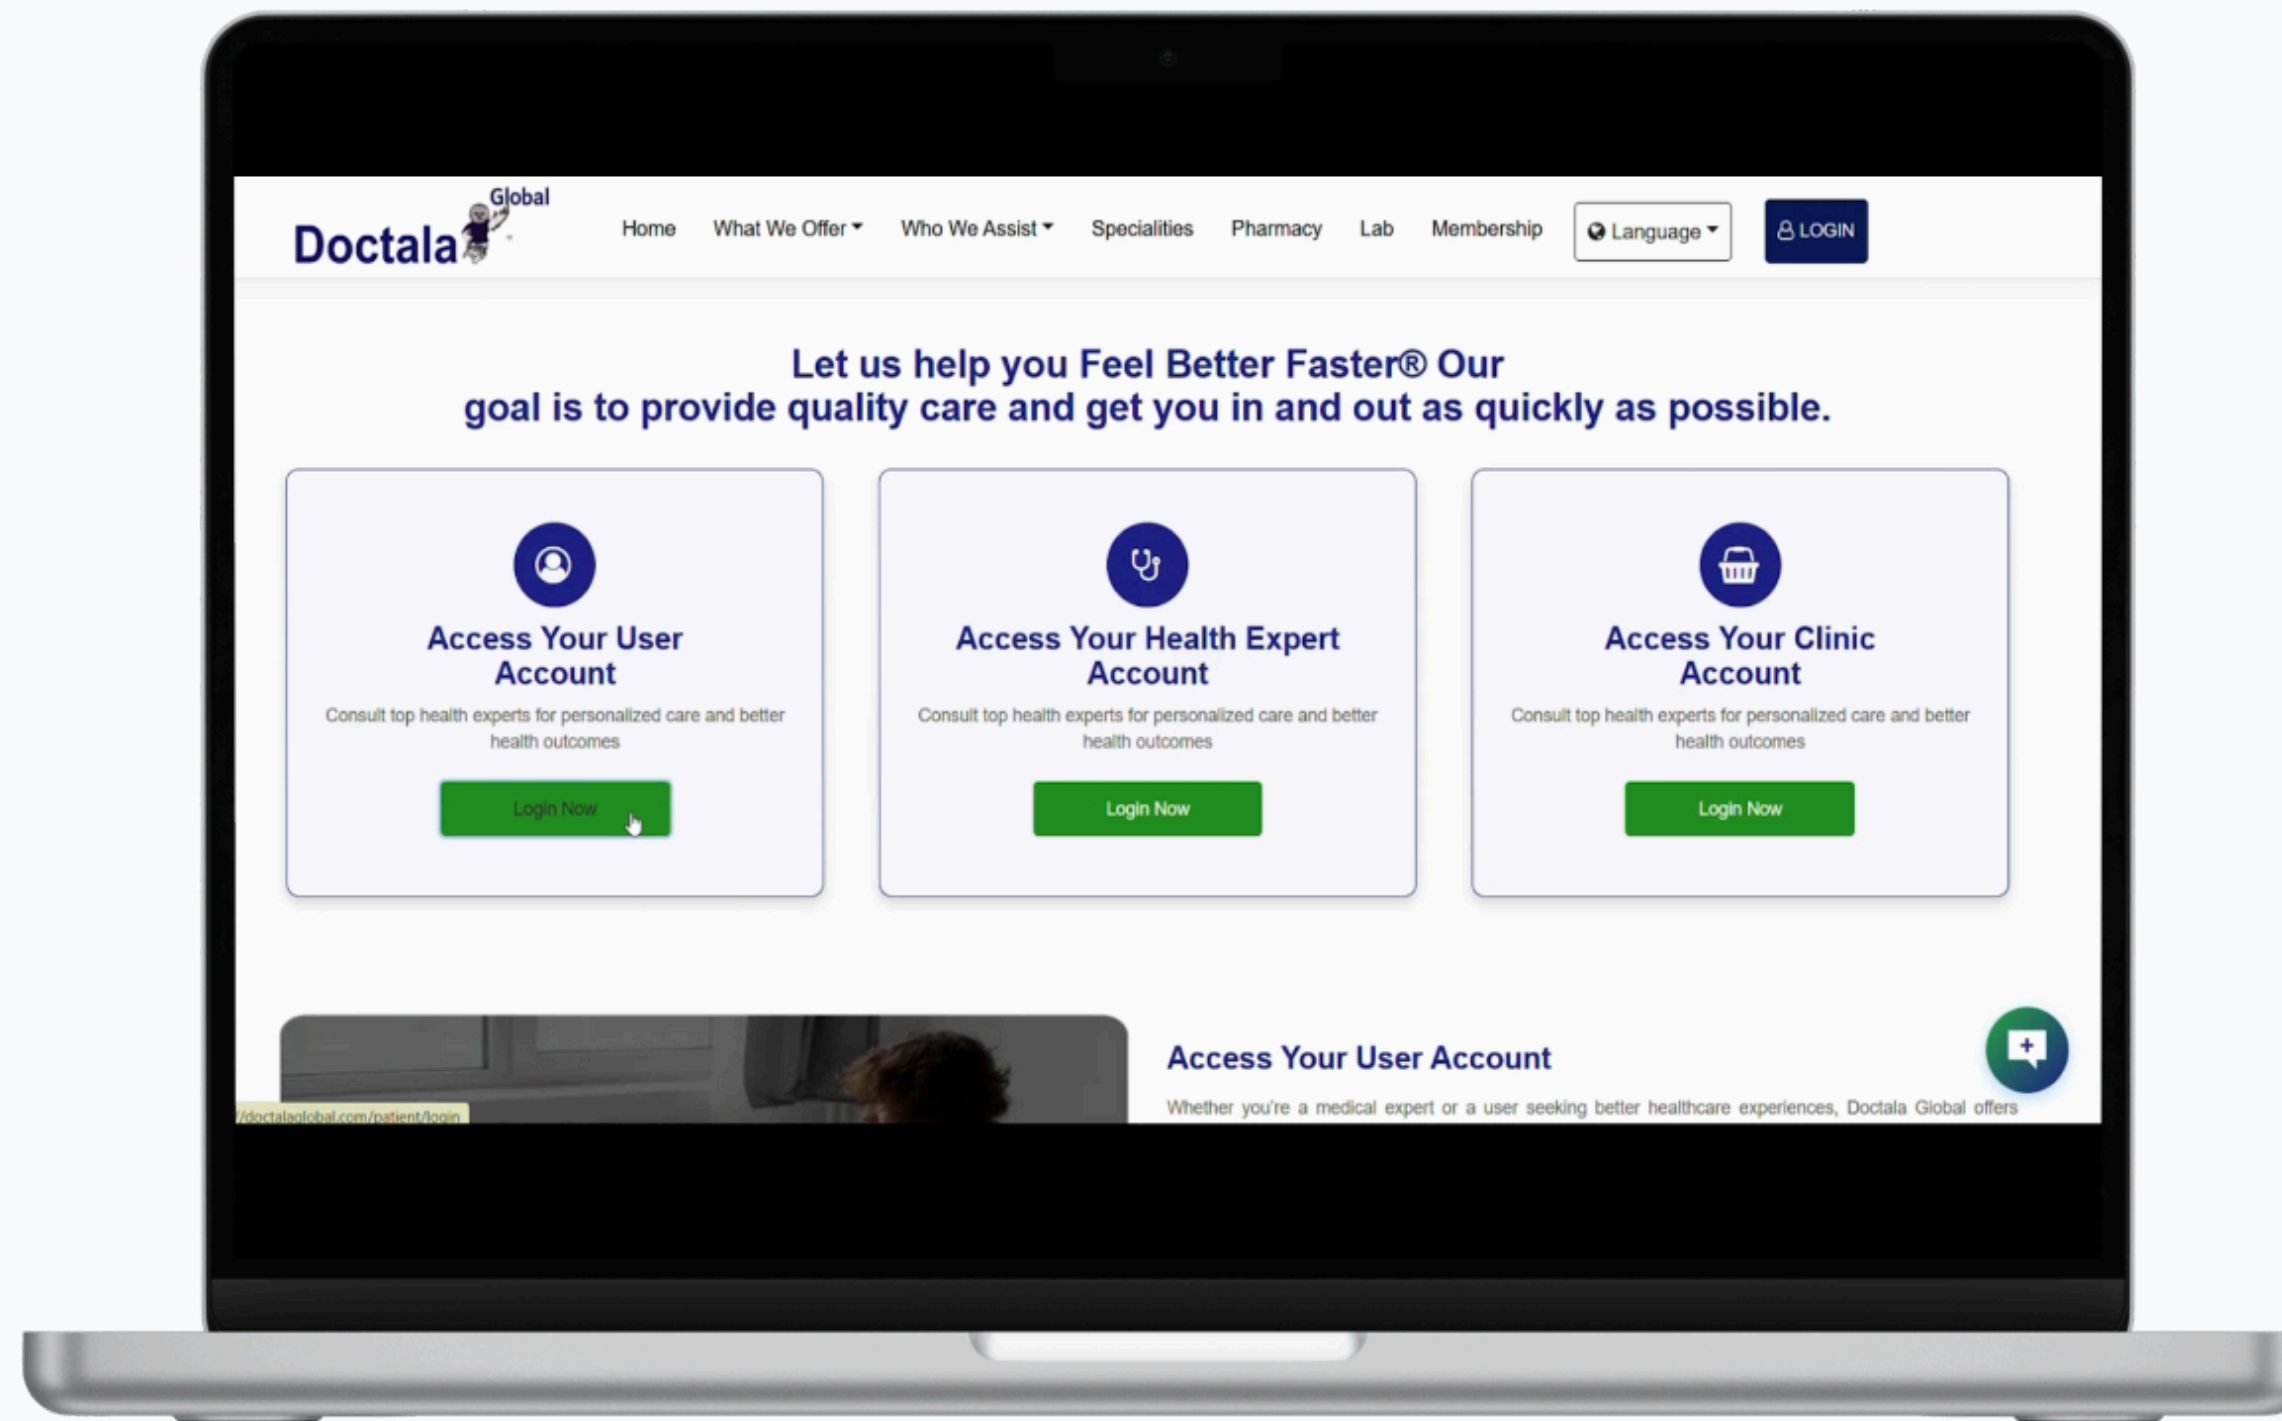 Global
Doctala
Home What We Offer Who We Assist Specialities Pharmacy Lab Membership Language LOGIN
Let us help you Feel Better Faster® Our
goal is to provide quality care and get you in and out as quickly as possible.
Access Your User
Account
Consult top health experts for personalized care and better
health outcomes
Login Now
Access Your Health Expert
Account
Consult top health experts for personalized care and better
health outcomes
Login Now
Access Your Clinic
Account
Consult top health experts for personalized care and better
health outcomes
Login Now
Access Your User Account
Whether you're a medical expert or a user seeking better healthcare experiences, Doctala Global offers
//doctalaglobal.com/patient/login